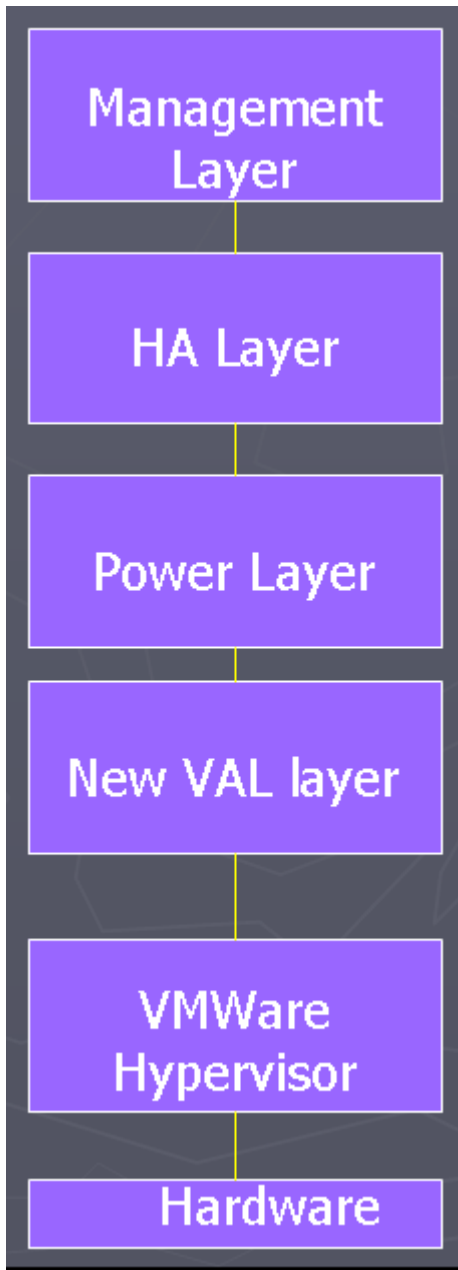 Management
Layer
HA Layer
Power Layer
New VAL layer
VMWare
Hypervisor
Hardware